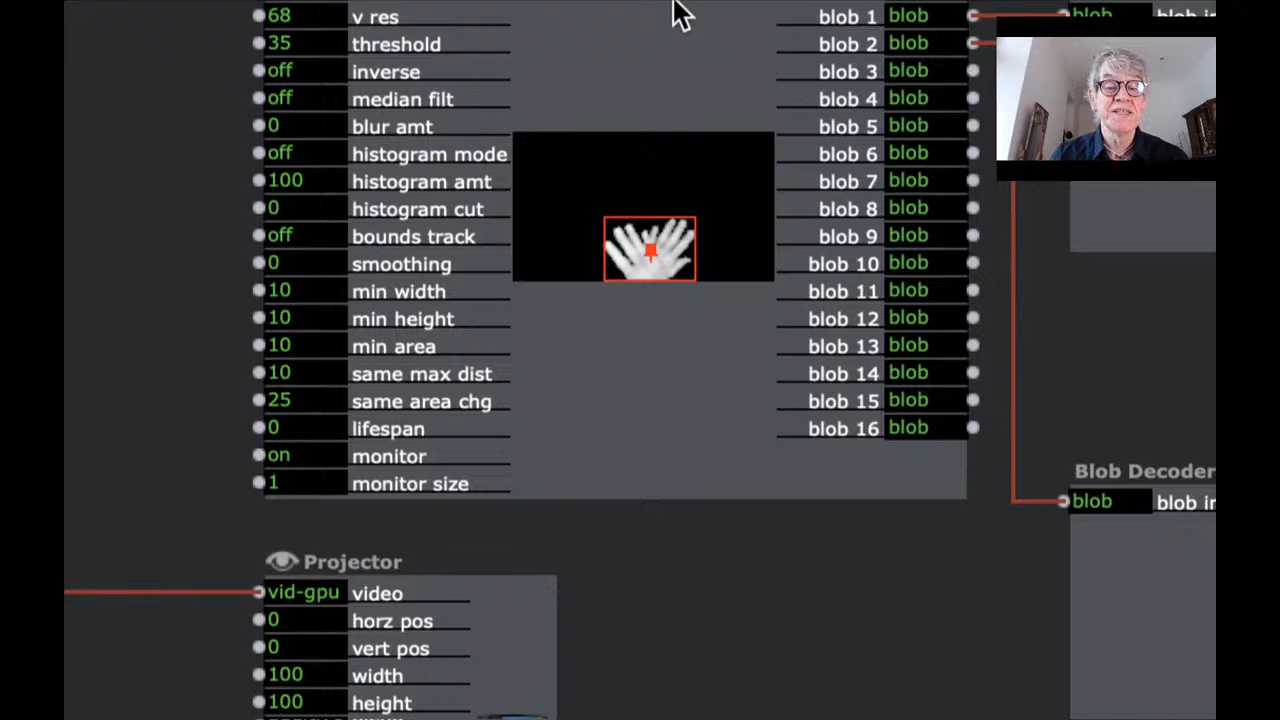 68 v res
35 threshold
off inverse
off median filt
0 blur amt
off histogram mode
100 histogram amt
0 histogram cut
off bounds track
0 smoothing
10 min width
10 min height
10 min area
10 same max dist
25 same area chg
0 lifespan
on monitor
1 monitor size
blob 1 blob
blob 2 blob
blob 3 blob
blob 4 blob
blob 5 blob
blob 6 blob
blob 7 blob
blob 8 blob
blob 9 blob
blob 10 blob
blob 11 blob
blob 12 blob
blob 13 blob
blob 14 blob
blob 15 blob
blob 16 blob
blob blob in
Blob Decoder
blob blob in
Projector
vid-gpu video
0 horz pos
0 vert pos
100 width
100 height